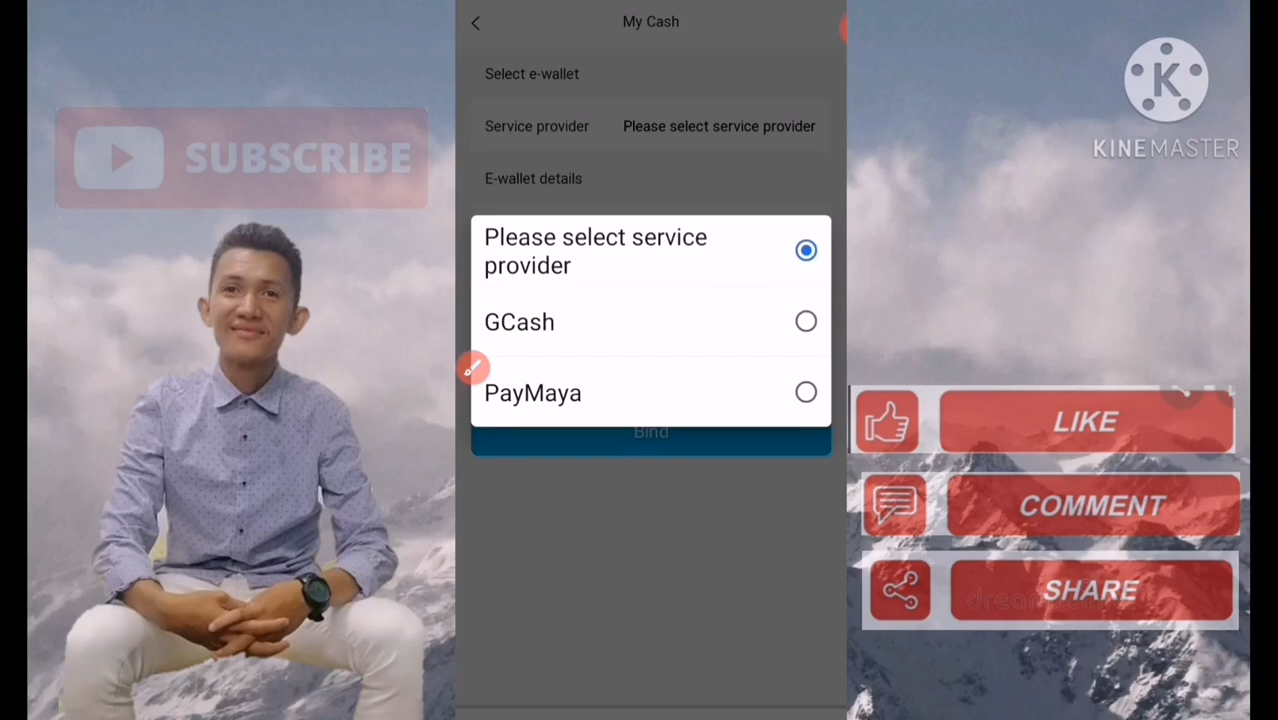 SUBSCRIBE
My Cash
Select e-wallet
Service provider
Please select service provider
E-wallet details
Please select service
provider
GCash
PayMaya
Bind
K
KINEMASTER
LIKE
COMMENT
SHARE